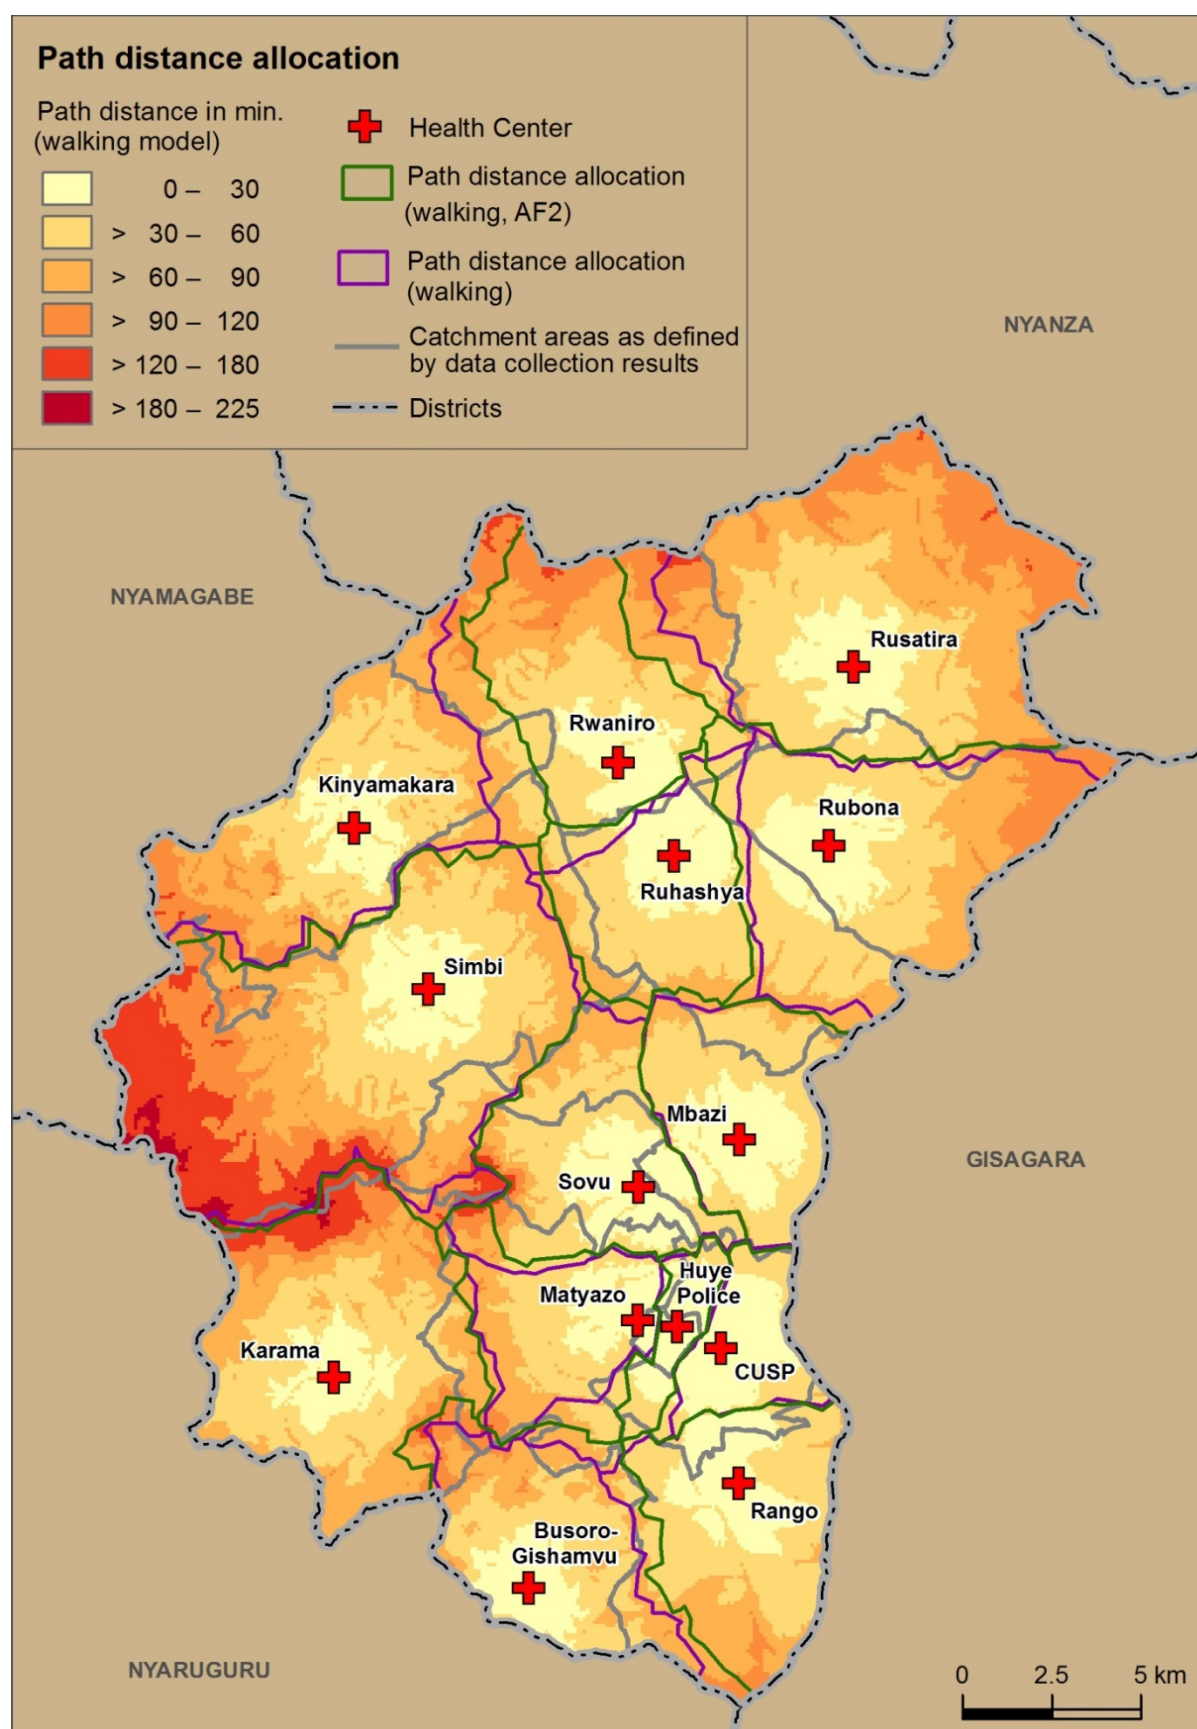 Path distance allocation
Path distance in min.
(walking model)
0 – 30
> 30 – 60
> 60 – 90
> 90 – 120
> 120 – 180
> 180 – 225
Health Center
Path distance allocation
(walking, AF2)
Path distance allocation
(walking)
Catchment areas as defined
by data collection results
Districts
NYANZA
NYAMAGABE
Rusatira
Rwaniro
Kinyamakara
Rubona
Ruhashya
Simbi
Mbazi
GISAGARA
Sovu
Huye
Police
Matyazo
Karama
CUSP
Rango
Busoro-
Gishamvu
NYARUGURU
0 2.5 5 km